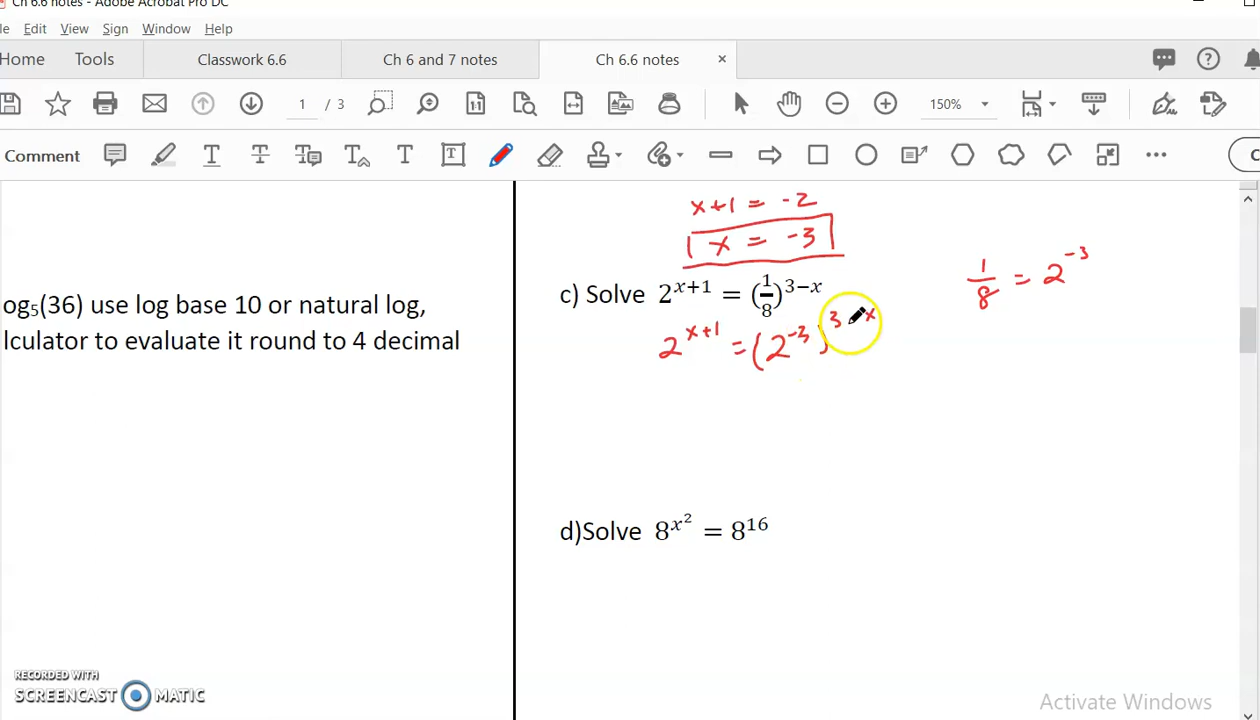 Ch 6.6 notes - Adobe Acrobat Pro DC
le Edit View Sign Window Help
Home Tools Classwork 6.6 Ch 6 and 7 notes Ch 6.6 notes ×
1 / 3 150%
Comment
x+1 = -2
x = -3
c) Solve 2^{x+1} = (1/8)^{3−x}
1/8 = 2^{-3}
2^{x+1} = (2^{-3})^{3 x}
og₅(36) use log base 10 or natural log,
lculator to evaluate it round to 4 decimal
d)Solve 8^{x²} = 8^{16}
RECORDED WITH
SCREENCAST MATIC
Activate Windows